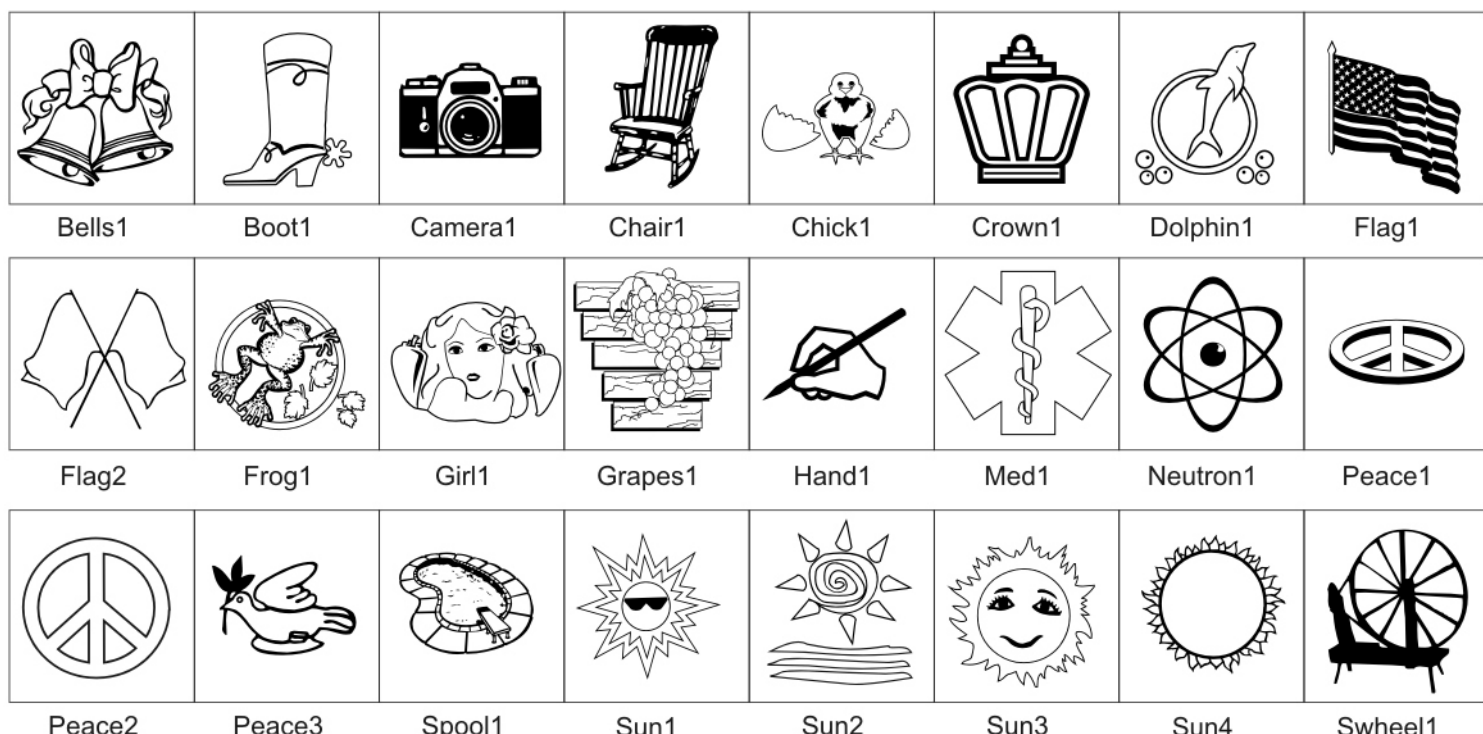 Bells1 Boot1 Camera1 Chair1 Chick1 Crown1 Dolphin1 Flag1
Flag2 Frog1 Girl1 Grapes1 Hand1 Med1 Neutron1 Peace1
Peace2 Peace3 Spool1 Sun1 Sun2 Sun3 Sun4 Swheel1